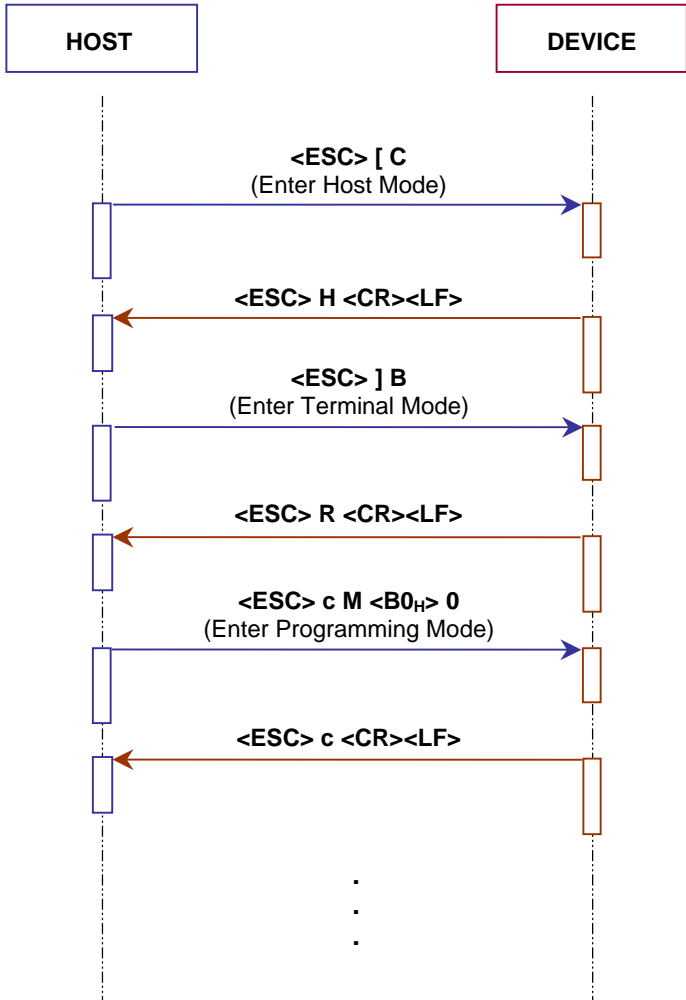 HOST
DEVICE
<ESC> [ C
(Enter Host Mode)
<ESC> H <CR><LF>
<ESC> ] B
(Enter Terminal Mode)
<ESC> R <CR><LF>
<ESC> c M <B0H> 0
(Enter Programming Mode)
<ESC> c <CR><LF>
.
.
.